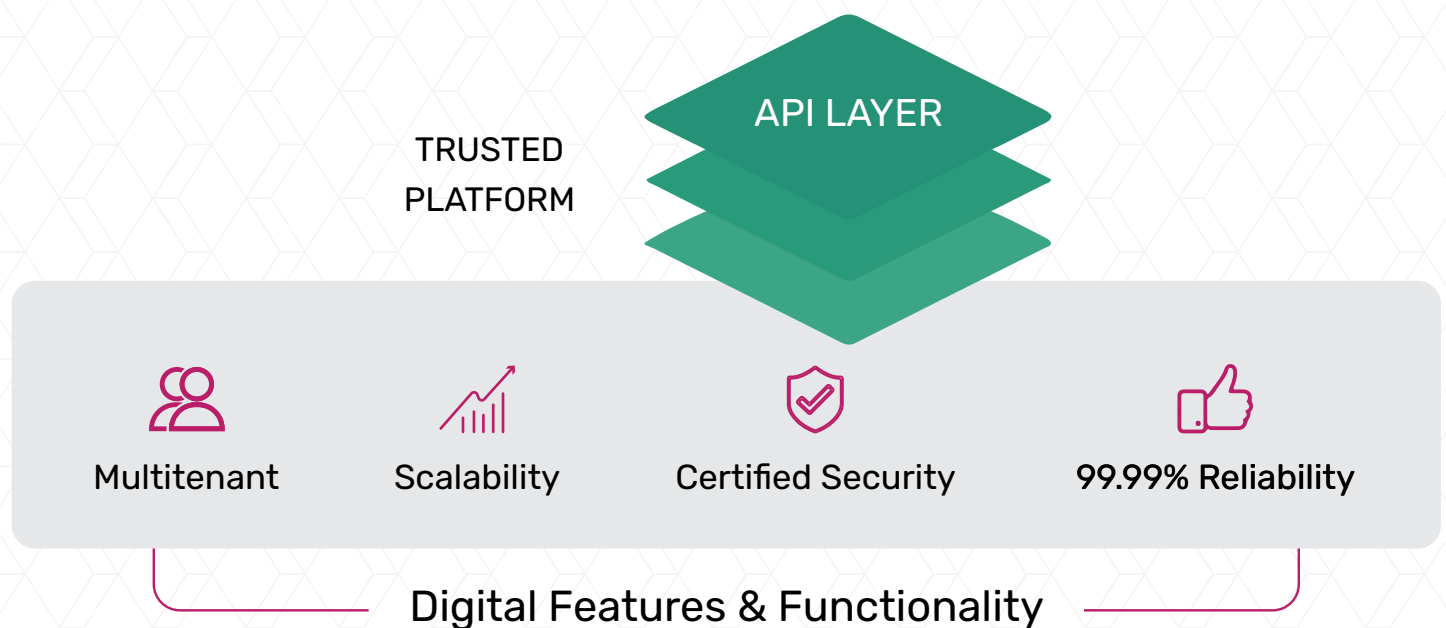 API LAYER
TRUSTED
PLATFORM
Multitenant
Scalability
Certified Security
99.99% Reliability
Digital Features & Functionality